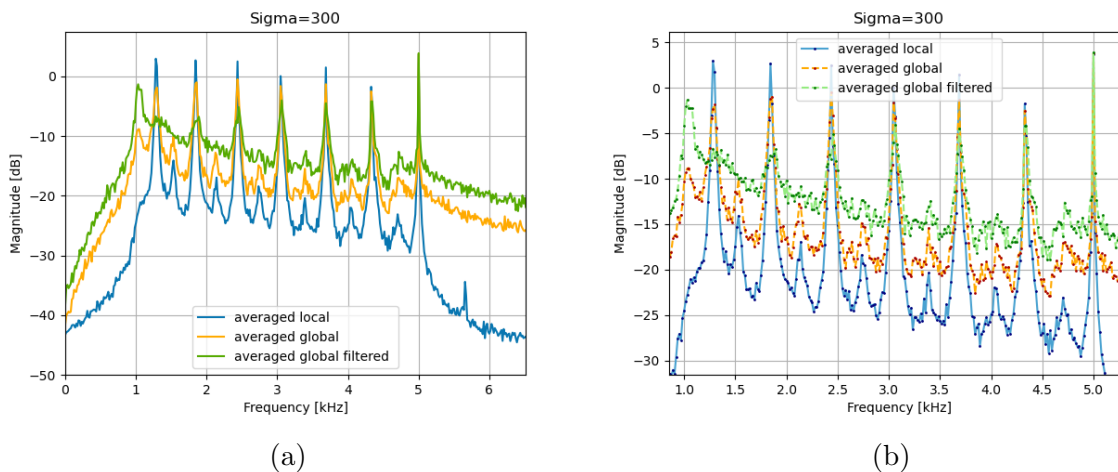 Sigma=300
0
−10
−20
−30
−40
−50
Magnitude [dB]
averaged local
averaged global
averaged global filtered
0 1 2 3 4 5 6
Frequency [kHz]
(a)
Sigma=300
5
0
−5
−10
−15
−20
−25
−30
Magnitude [dB]
averaged local
averaged global
averaged global filtered
1.0 1.5 2.0 2.5 3.0 3.5 4.0 4.5 5.0
Frequency [kHz]
(b)